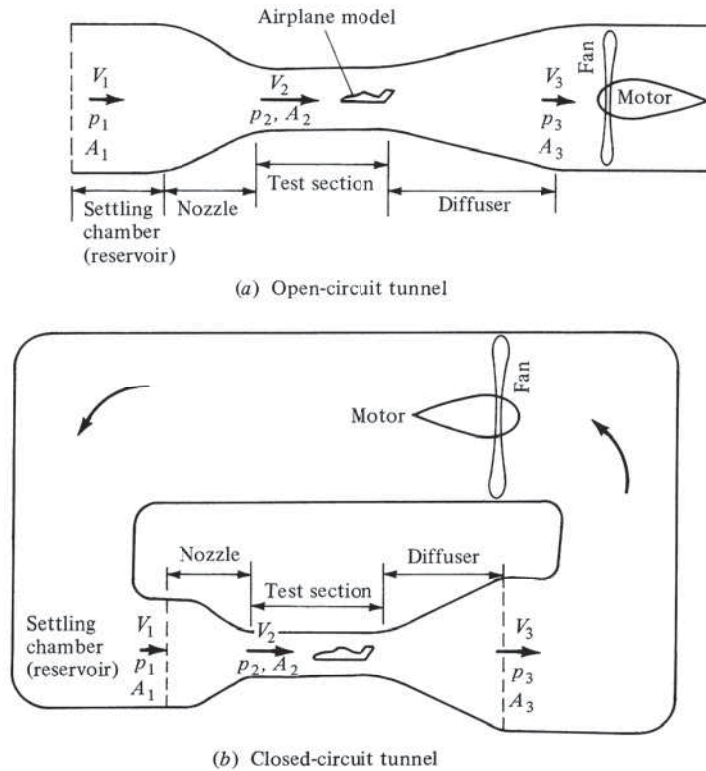 Airplane model
V₁
p₁
A₁
V₂
p₂, A₂
V₃
p₃
A₃
Fan
Motor
Settling
chamber
(reservoir)
Nozzle
Test section
Diffuser
(a) Open-circuit tunnel
Motor
Fan
Nozzle
Diffuser
Test section
Settling
chamber
(reservoir)
V₁
p₁
A₁
V₂
p₂, A₂
V₃
p₃
A₃
(b) Closed-circuit tunnel